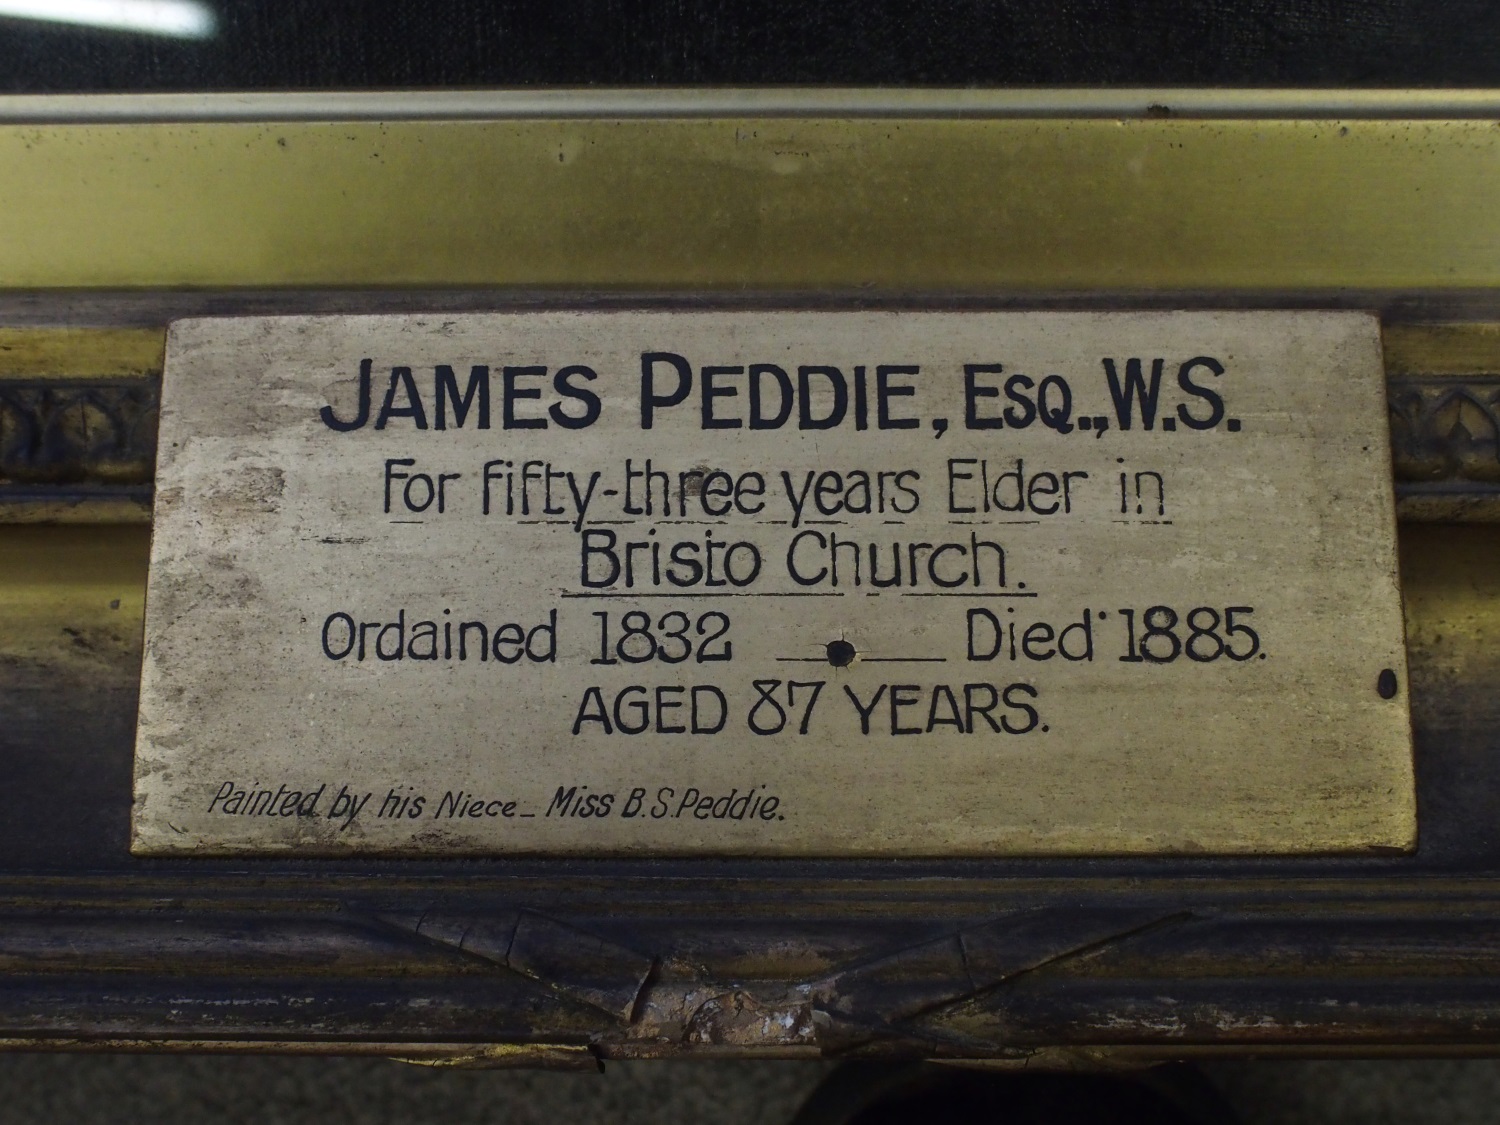 JAMES PEDDIE, ESQ., W.S.
For fifty-three years Elder in
Bristo Church.
Ordained 1832 — Died 1885.
AGED 87 YEARS.
Painted by his Niece - Miss B.S. Peddie.